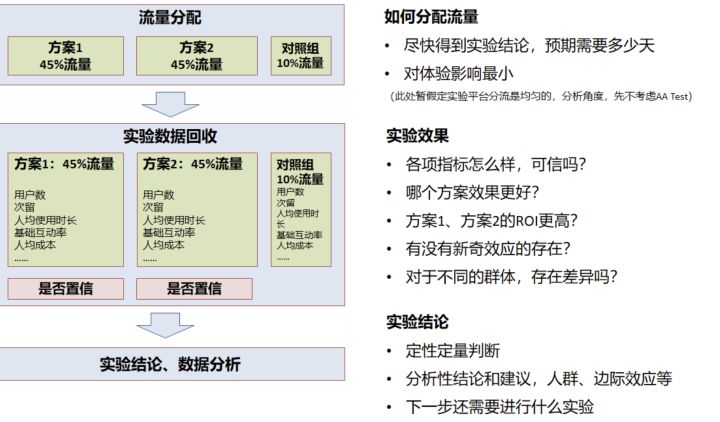 流量分配
方案1
45%流量
方案2
45%流量
对照组
10%流量
实验数据回收
方案1：45%流量
用户数
次留
人均使用时长
基础互动率
人均成本
……
方案2：45%流量
用户数
次留
人均使用时长
基础互动率
人均成本
……
对照组
10%流量
用户数
次留
人均使用时
长
基础互动率
人均成本
……
是否置信
是否置信
实验结论、数据分析
如何分配流量
• 尽快得到实验结论，预期需要多少天
• 对体验影响最小
（此处暂假定实验平台分流是均匀的，分析角度，先不考虑AA Test）
实验效果
• 各项指标怎么样，可信吗？
• 哪个方案效果更好？
• 方案1、方案2的ROI更高？
• 有没有新奇效应的存在？
• 对于不同的群体，存在差异吗？
实验结论
• 定性定量判断
• 分析性结论和建议，人群、边际效应等
• 下一步还需要进行什么实验